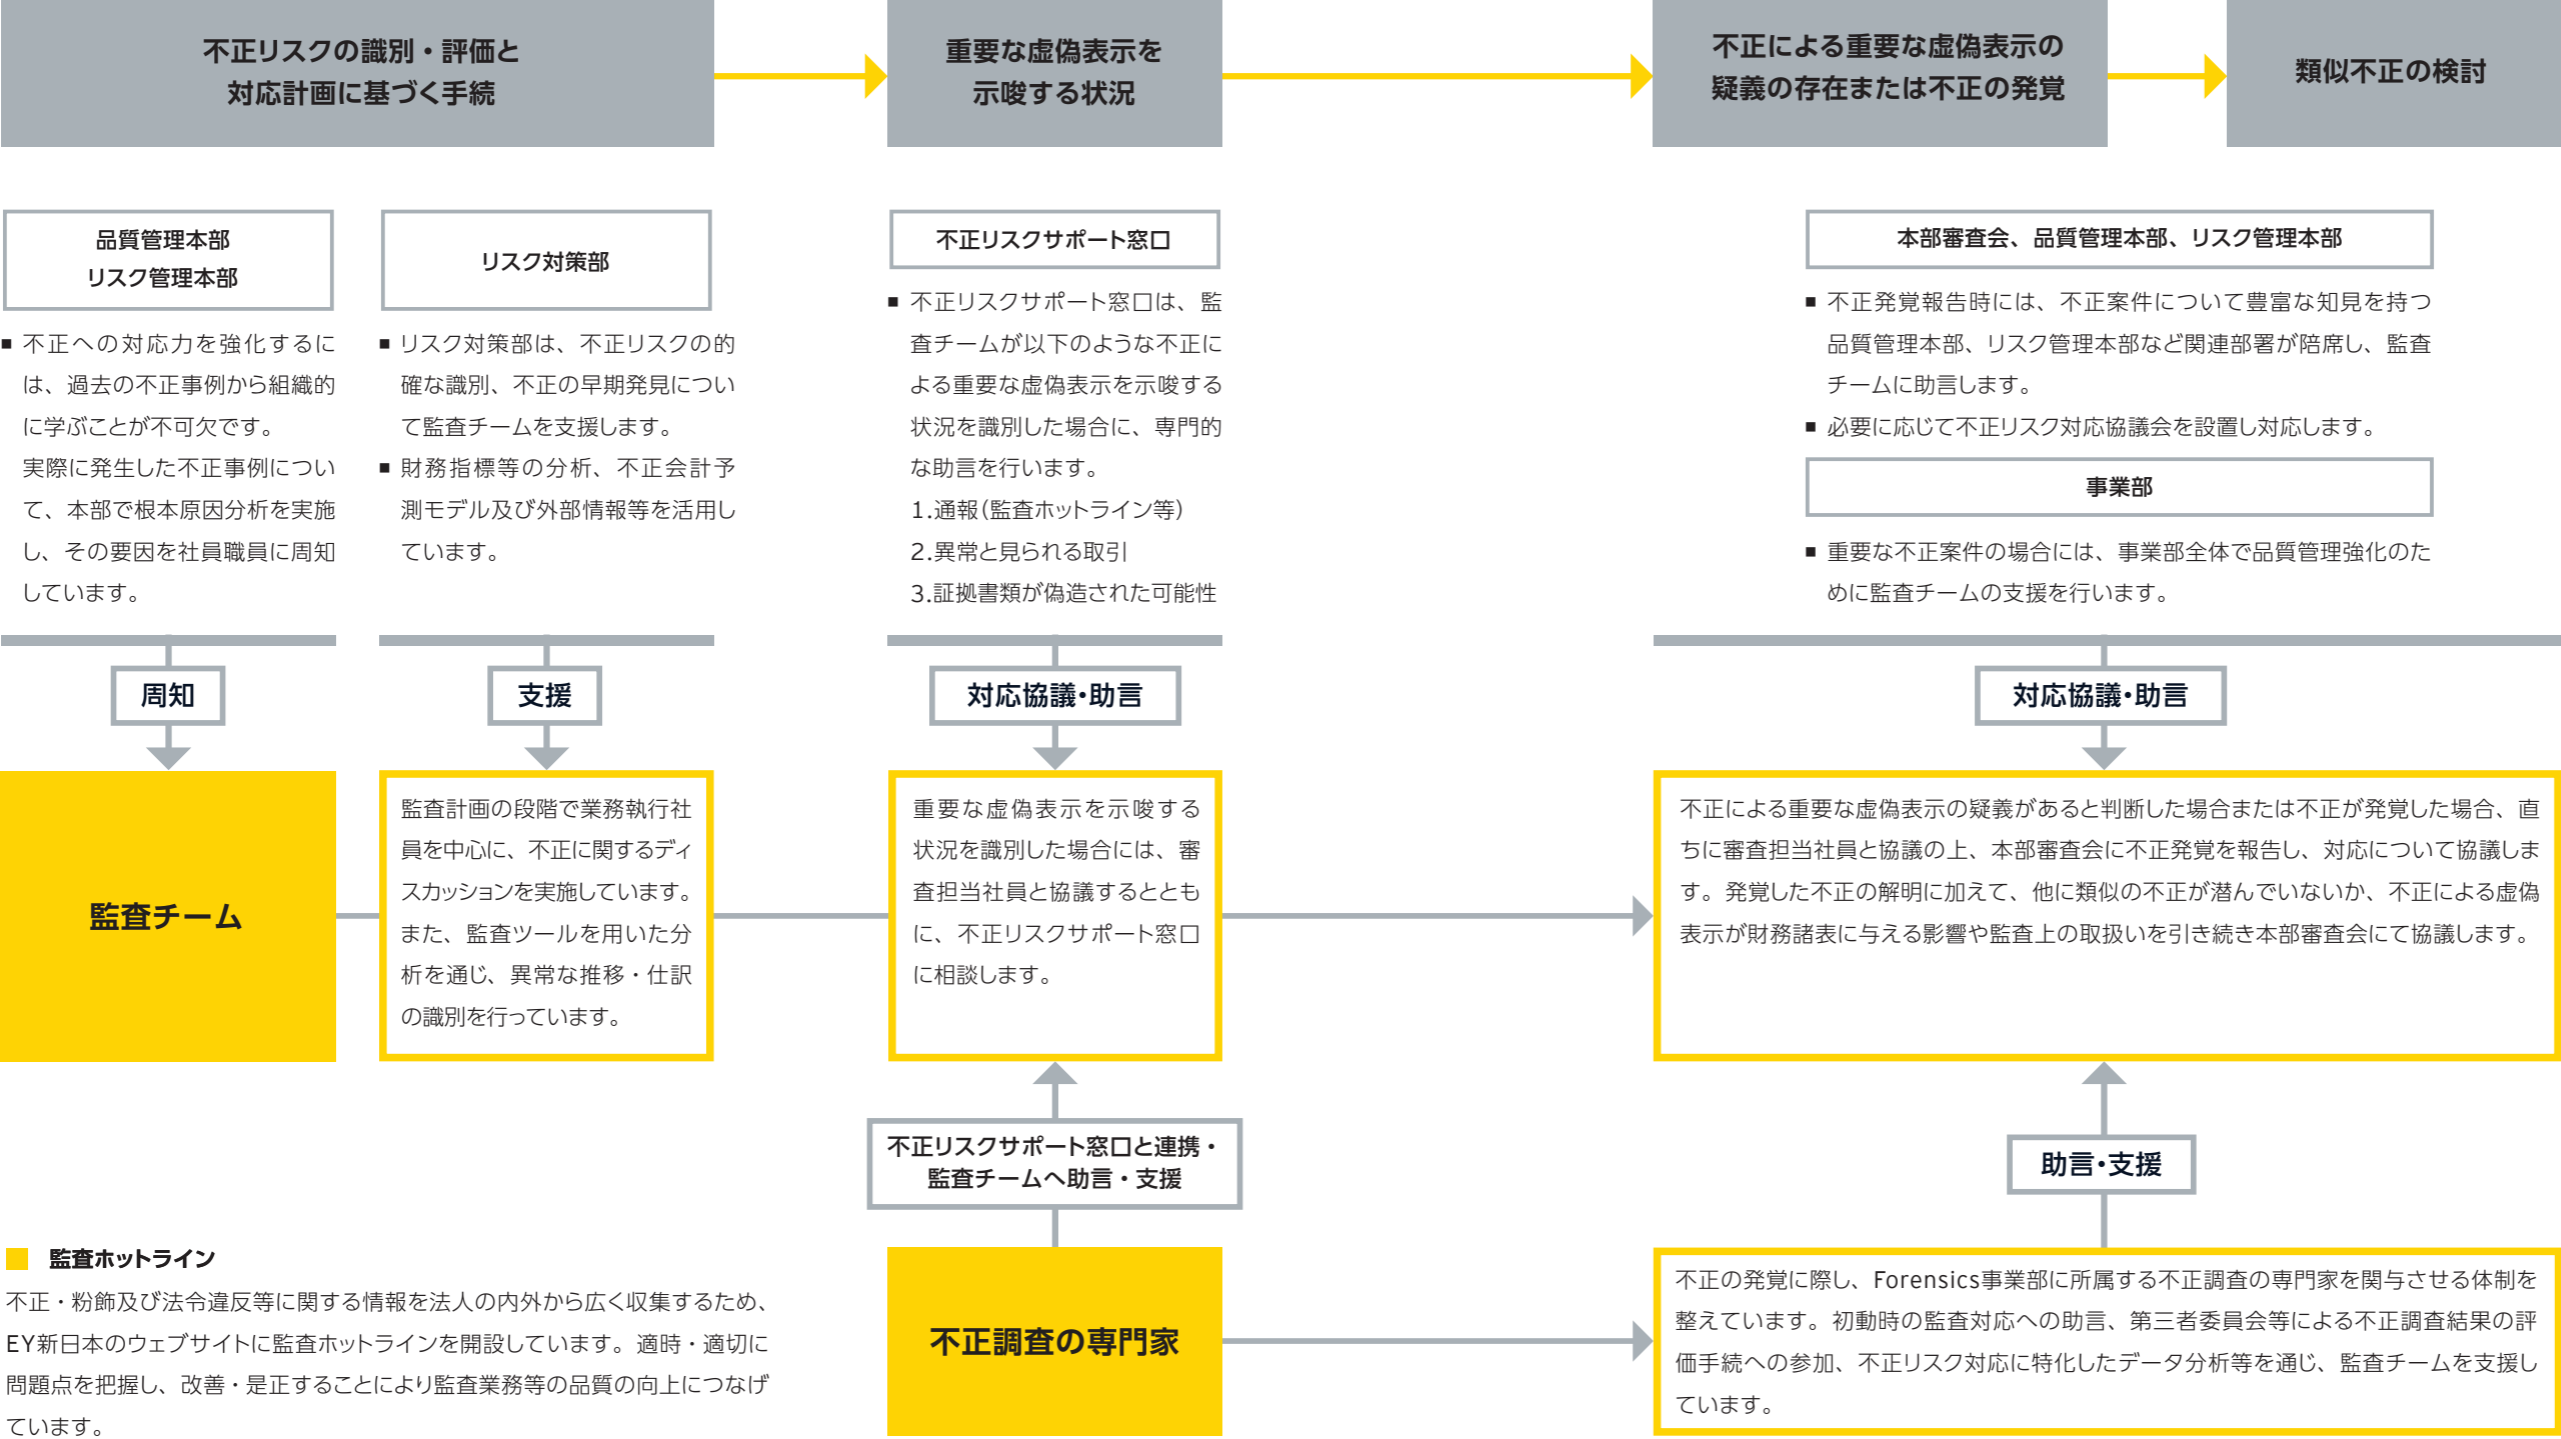 不正リスクの識別・評価と
対応計画に基づく手続
重要な虚偽表示を
示唆する状況
不正による重要な虚偽表示の
疑義の存在または不正の発覚
類似不正の検討
品質管理本部
リスク管理本部
■ 不正への対応力を強化するに
は、過去の不正事例から組織的
に学ぶことが不可欠です。
実際に発生した不正事例につい
て、本部で根本原因分析を実施
し、その要因を社員職員に周知
しています。
リスク対策部
■ リスク対策部は、不正リスクの的
確な識別、不正の早期発見につい
て監査チームを支援します。
■ 財務指標等の分析、不正会計予
測モデル及び外部情報等を活用し
ています。
不正リスクサポート窓口
■ 不正リスクサポート窓口は、監
査チームが以下のような不正に
よる重要な虚偽表示を示唆する
状況を識別した場合に、専門的
な助言を行います。
1.通報(監査ホットライン等)
2.異常と見られる取引
3.証拠書類が偽造された可能性
本部審査会、品質管理本部、リスク管理本部
■ 不正発覚報告時には、不正案件について豊富な知見を持つ
品質管理本部、リスク管理本部など関連部署が陪席し、監査
チームに助言します。
■ 必要に応じて不正リスク対応協議会を設置し対応します。
事業部
■ 重要な不正案件の場合には、事業部全体で品質管理強化のた
めに監査チームの支援を行います。
周知
支援
対応協議・助言
対応協議・助言
監査チーム
監査計画の段階で業務執行社
員を中心に、不正に関するディ
スカッションを実施しています。
また、監査ツールを用いた分
析を通じ、異常な推移・仕訳
の識別を行っています。
重要な虚偽表示を示唆する
状況を識別した場合には、審
査担当社員と協議するととも
に、不正リスクサポート窓口
に相談します。
不正による重要な虚偽表示の疑義があると判断した場合または不正が発覚した場合、直
ちに審査担当社員と協議の上、本部審査会に不正発覚を報告し、対応について協議しま
す。発覚した不正の解明に加えて、他に類似の不正が潜んでいないか、不正による虚偽
表示が財務諸表に与える影響や監査上の取扱いを引き続き本部審査会にて協議します。
不正リスクサポート窓口と連携・
監査チームへ助言・支援
助言・支援
■ 監査ホットライン
不正・粉飾及び法令違反等に関する情報を法人の内外から広く収集するため、
EY新日本のウェブサイトに監査ホットラインを開設しています。適時・適切に
問題点を把握し、改善・是正することにより監査業務等の品質の向上につなげ
ています。
不正調査の専門家
不正の発覚に際し、Forensics事業部に所属する不正調査の専門家を関与させる体制を
整えています。初動時の監査対応への助言、第三者委員会等による不正調査結果の評
価手続への参加、不正リスク対応に特化したデータ分析等を通じ、監査チームを支援し
ています。